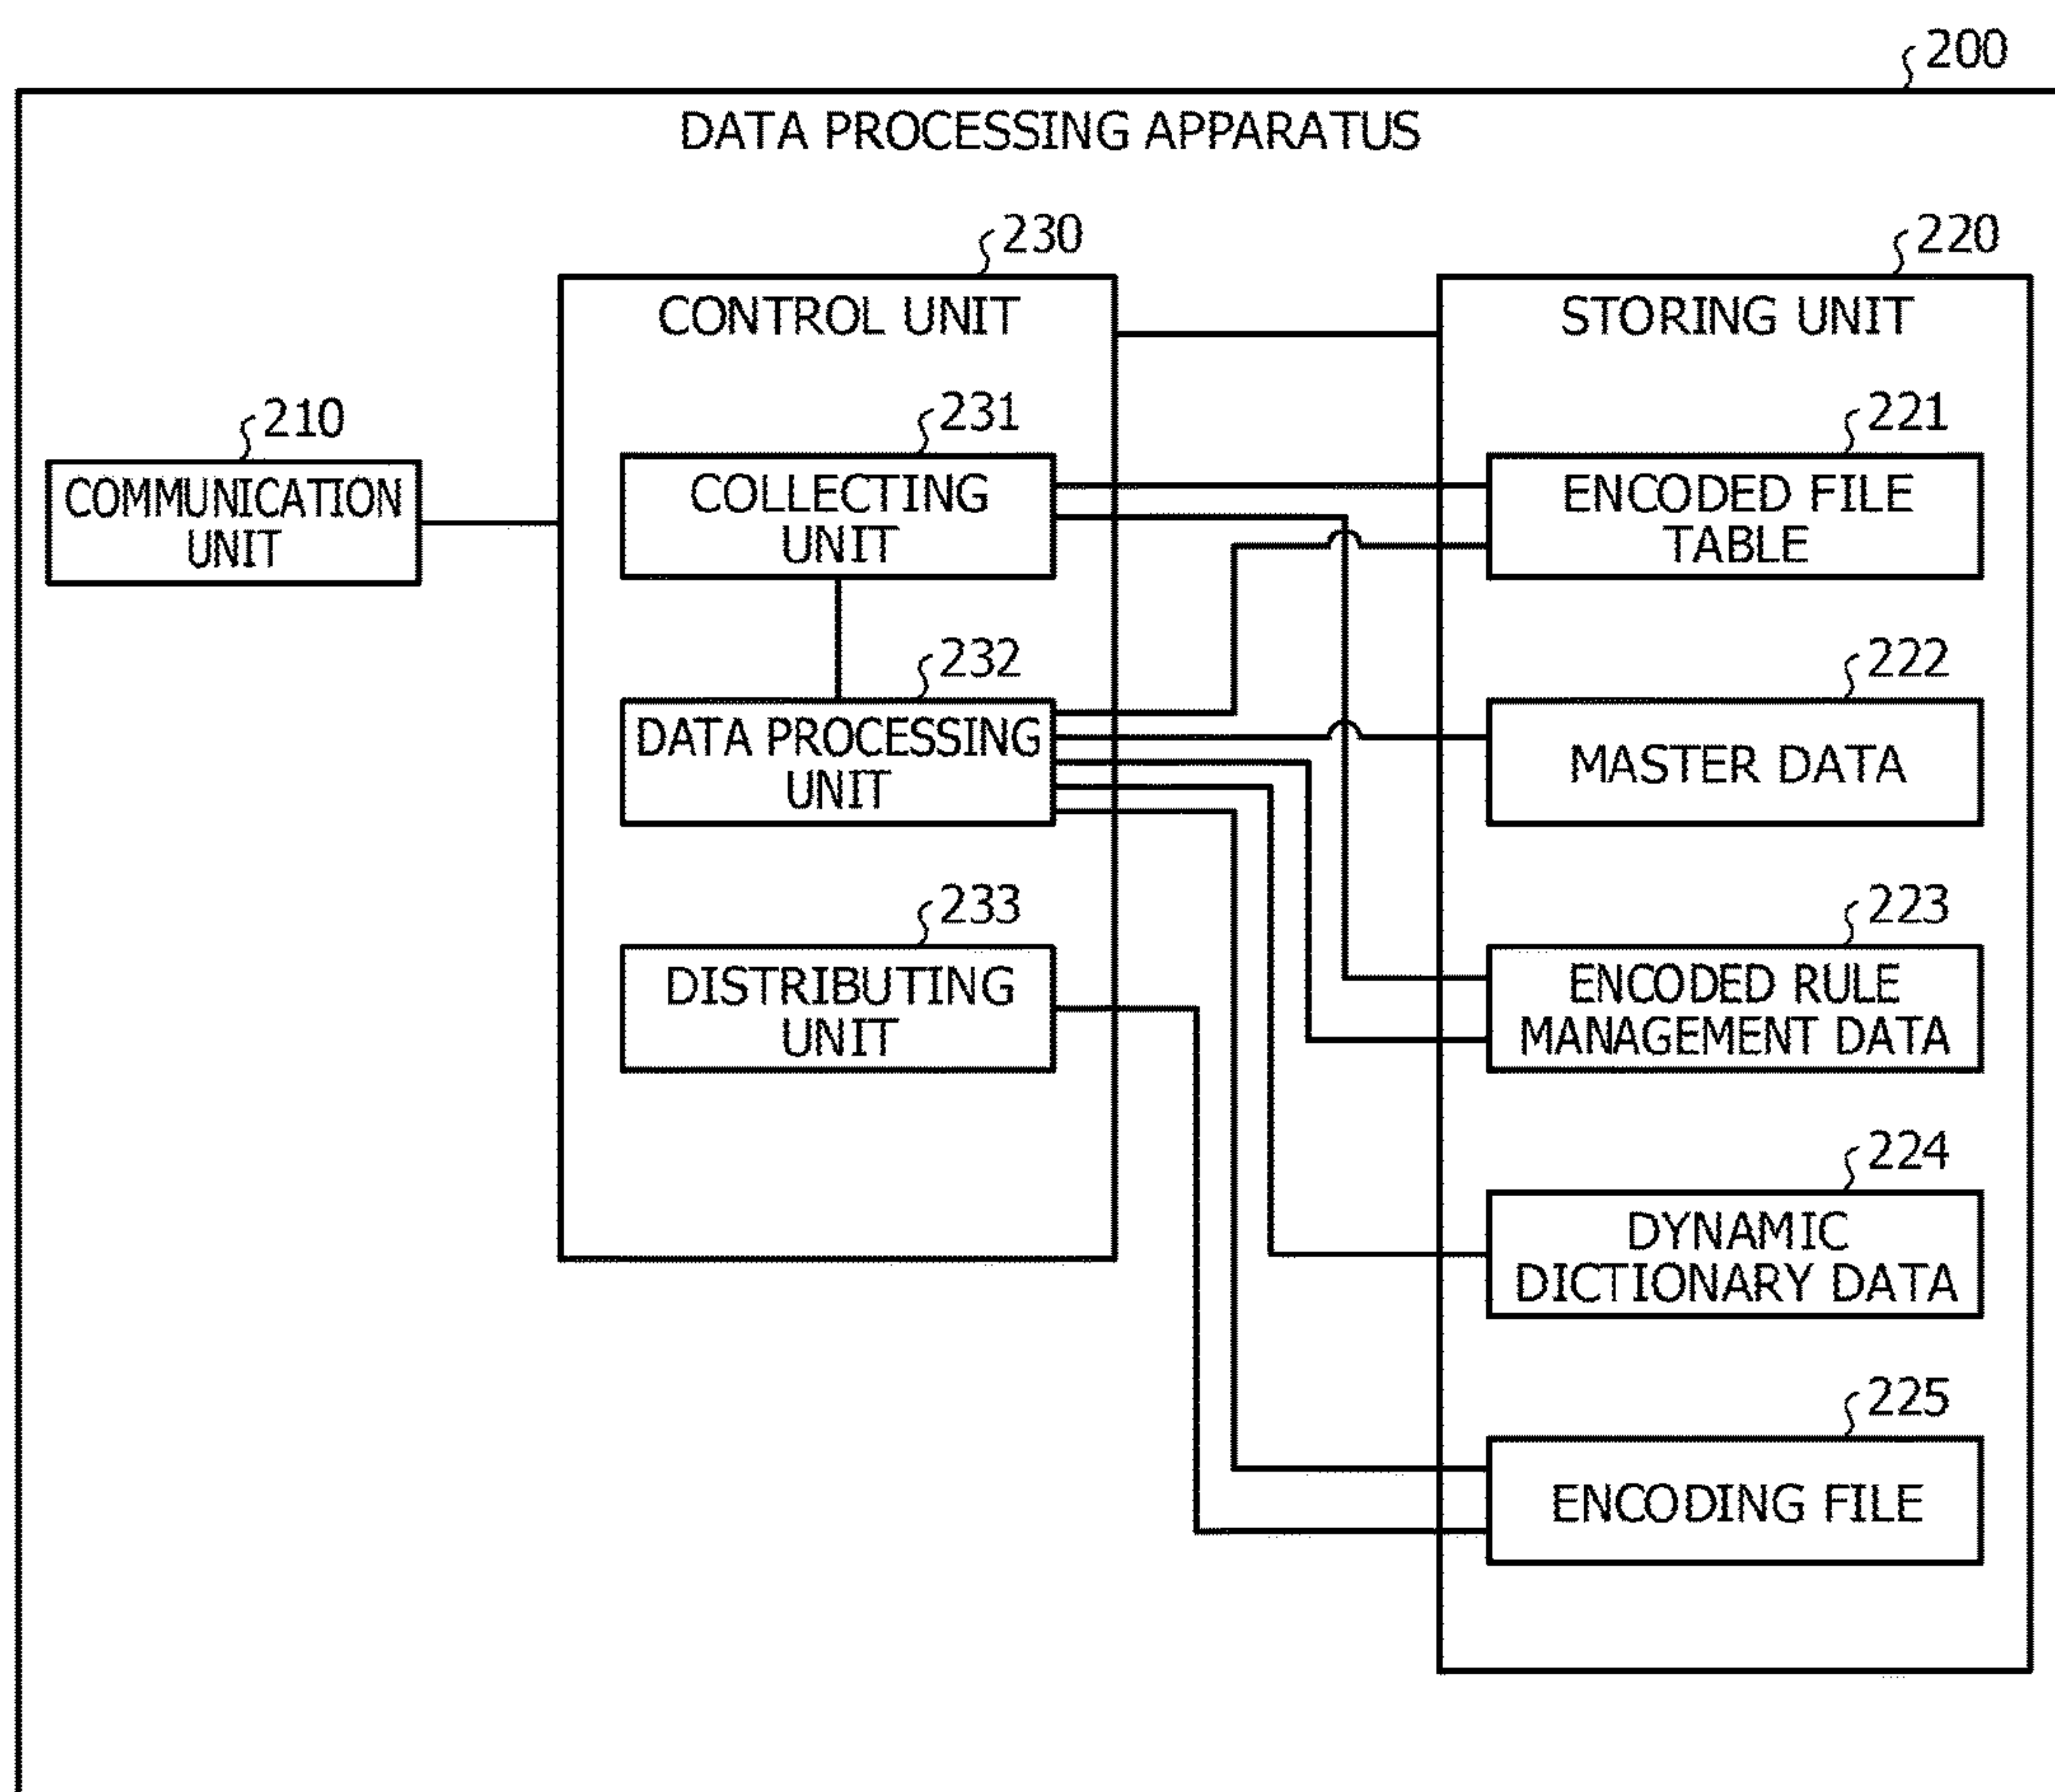 200
DATA PROCESSING APPARATUS
230
CONTROL UNIT
220
STORING UNIT
210
COMMUNICATION
UNIT
231
COLLECTING
UNIT
221
ENCODED FILE
TABLE
232
DATA PROCESSING
UNIT
222
MASTER DATA
233
DISTRIBUTING
UNIT
223
ENCODED RULE
MANAGEMENT DATA
224
DYNAMIC
DICTIONARY DATA
225
ENCODING FILE